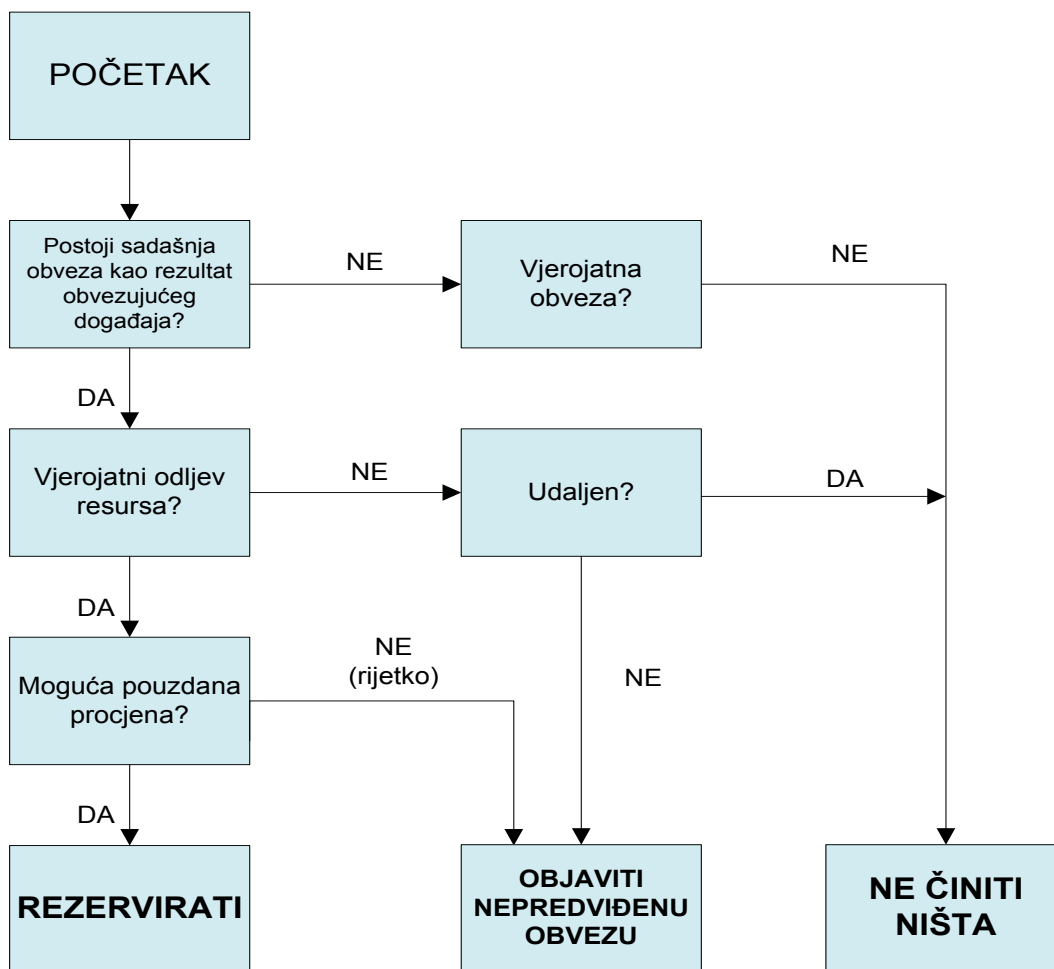 POČETAK
Postoji sadašnja
obveza kao rezultat
obvezujućeg
događaja?
NE
Vjerojatna
obveza?
NE
DA
Vjerojatni odljev
resursa?
NE
Udaljen?
DA
DA
Moguća pouzdana
procjena?
NE
(rijetko)
NE
DA
REZERVIRATI
OBJAVITI
NEPREDVIĐENU
OBVEZU
NE ČINITI
NIŠTA